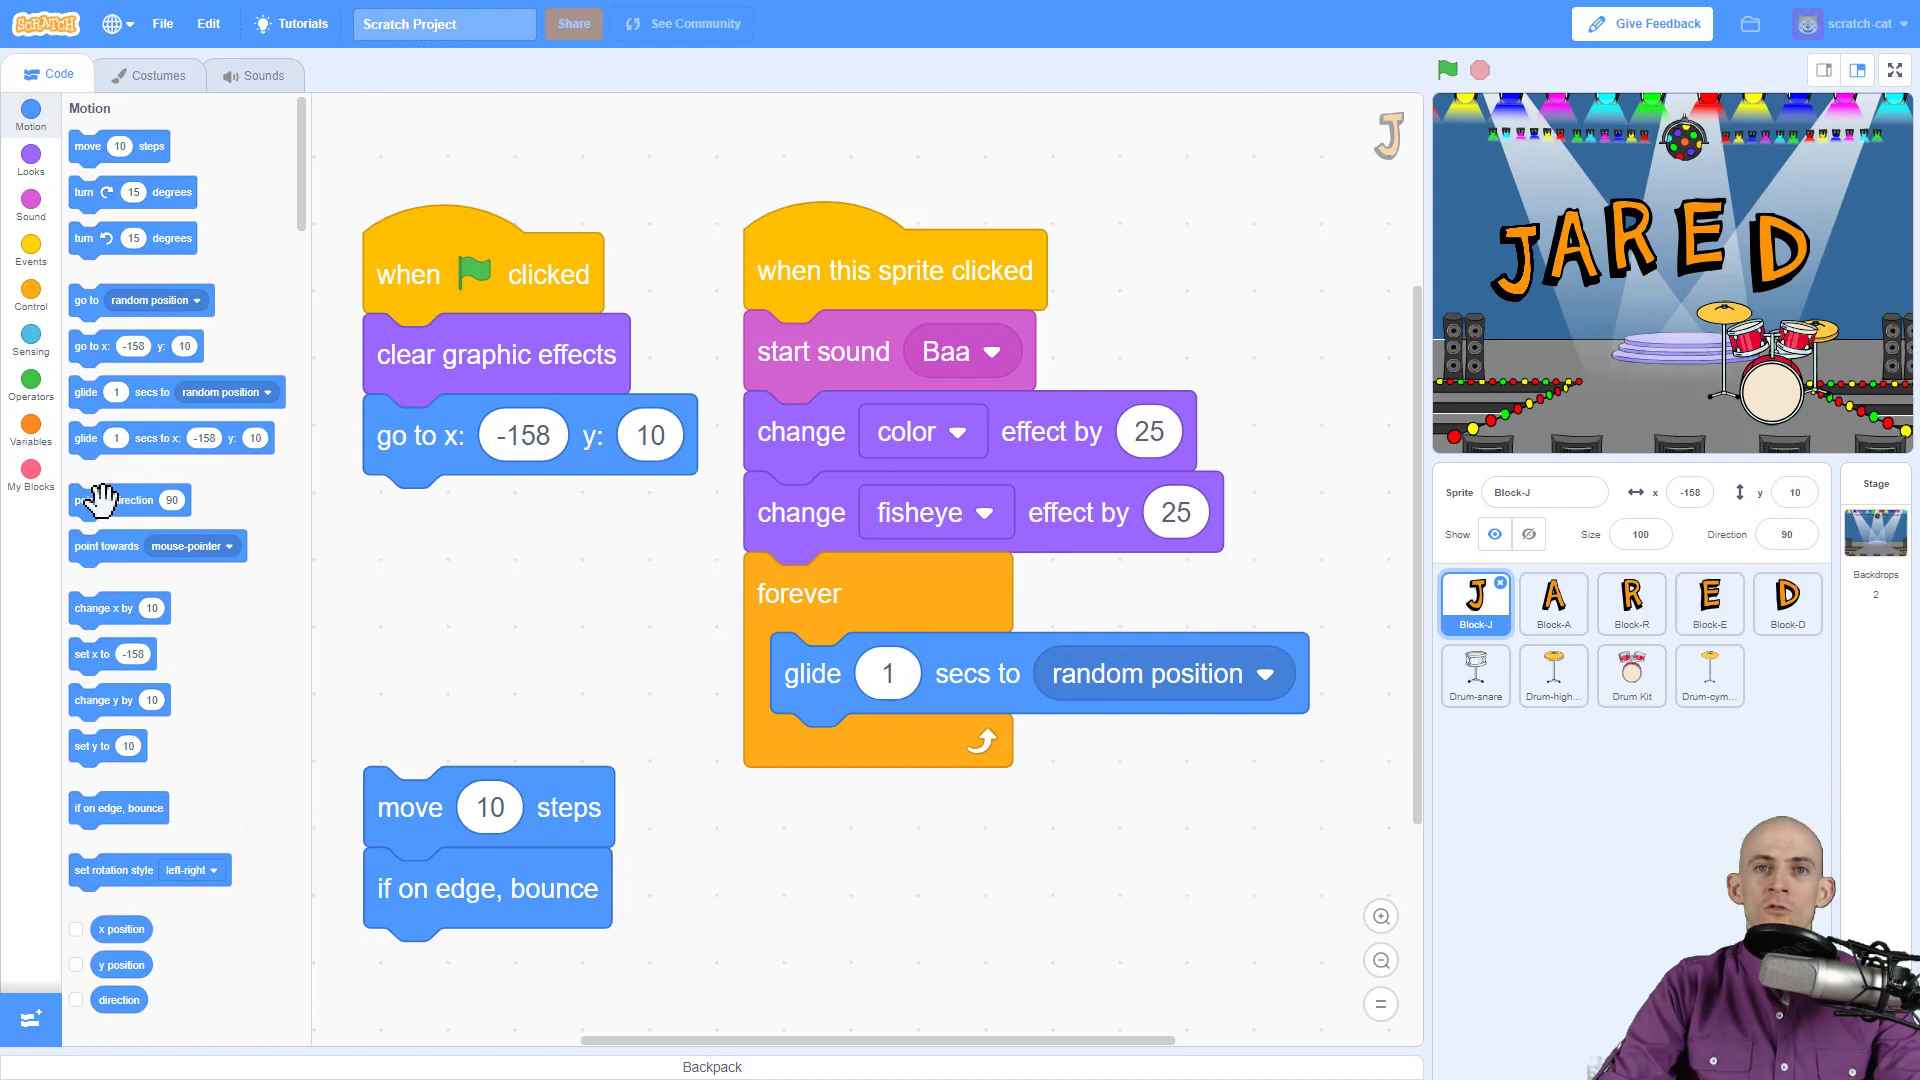 SCRATCH
File
Edit
Tutorials
Scratch Project
Share
See Community
Give Feedback
scratch-cat
Code
Costumes
Sounds
Motion
Looks
Sound
Events
Control
Sensing
Operators
Variables
My Blocks
Motion
move 10 steps
turn 15 degrees
turn 15 degrees
go to random position
go to x: -158 y: 10
glide 1 secs to random position
glide 1 secs to x: -158 y: 10
90
point towards mouse-pointer
change x by 10
set x to -158
change y by 10
set y to 10
if on edge, bounce
set rotation style left-right
x position
y position
direction
when clicked
clear graphic effects
go to x: -158 y: 10
move 10 steps
if on edge, bounce
when this sprite clicked
start sound Baa
change color effect by 25
change fisheye effect by 25
forever
glide 1 secs to random position
J
Backpack
JARED
Sprite Block-J x -158 y 10
Show Size 100 Direction 90
J A R E D
Block-J Block-A Block-R Block-E Block-D
Drum-snare Drum-high... Drum Kit Drum-cym...
Stage
Backdrops
2